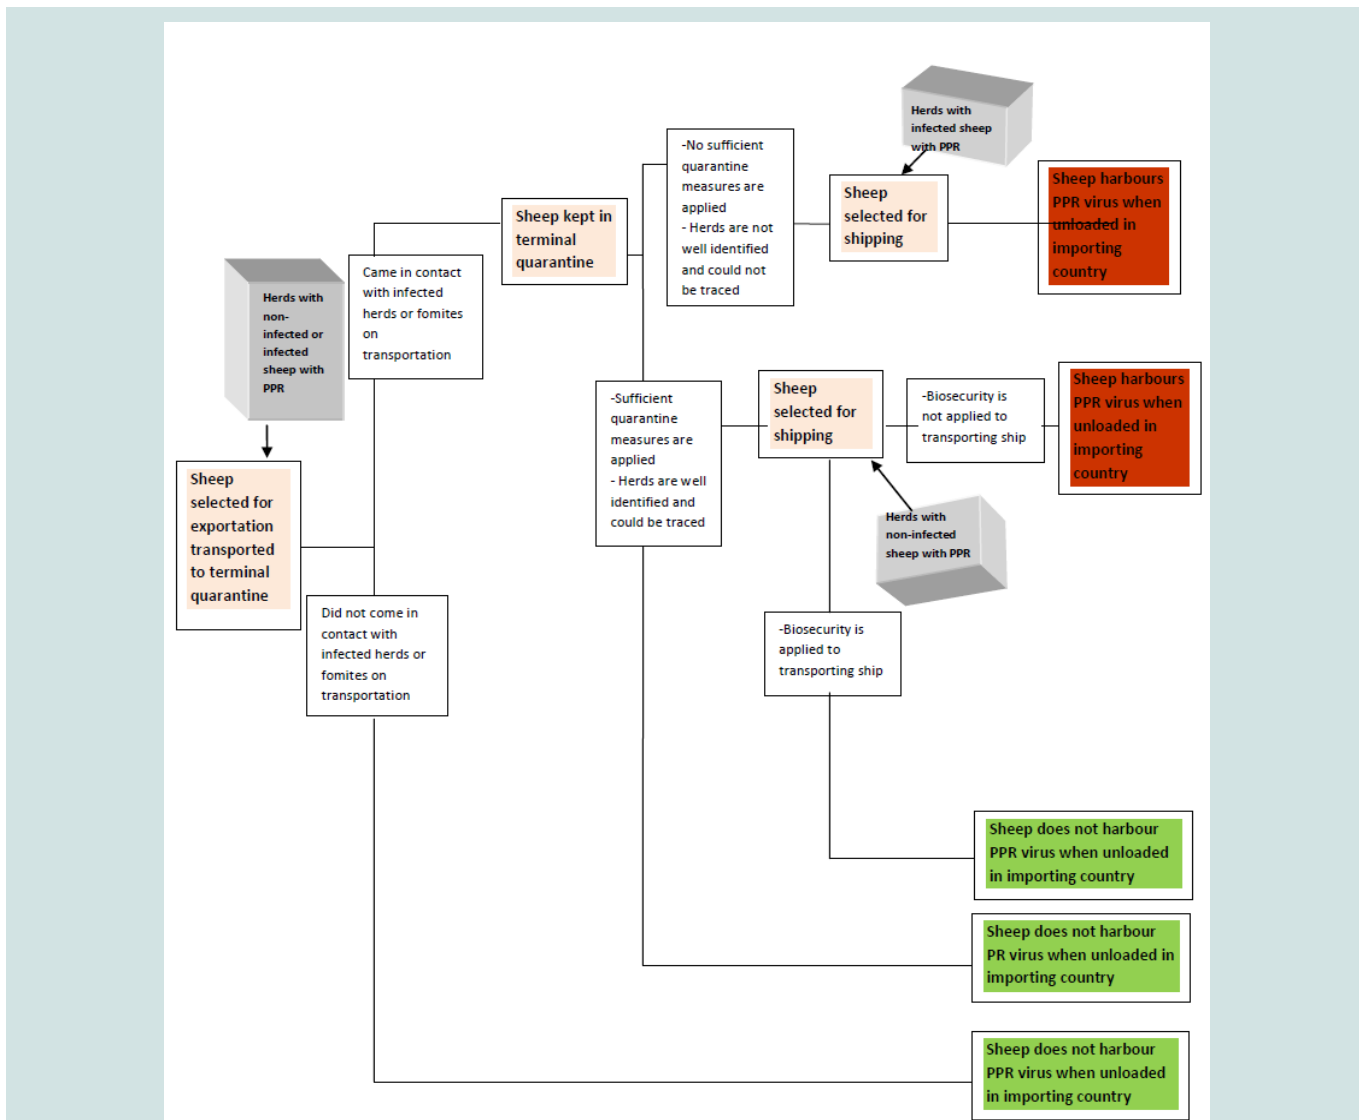 Herds with
infected sheep
with PPR
-No sufficient
quarantine
measures are
applied
- Herds are not
well identified
and could not
be traced
Sheep
selected for
shipping
Sheep harbours
PPR virus when
unloaded in
importing
country
Sheep kept in
terminal
quarantine
Came in contact
with infected
herds or fomites
on
transportation
Herds with
non-
infected or
infected
sheep with
PPR
-Sufficient
quarantine
measures are
applied
- Herds are well
identified and
could be traced
Sheep
selected for
shipping
-Biosecurity is
not applied to
transporting ship
Sheep harbours
PPR virus when
unloaded in
importing
country
Sheep
selected for
exportation
transported
to terminal
quarantine
Herds with
non-infected
sheep with PPR
Did not come in
contact with
infected herds or
fomites on
transportation
-Biosecurity is
applied to
transporting ship
Sheep does not harbour
PPR virus when unloaded
in importing country
Sheep does not harbour
PR virus when unloaded in
importing country
Sheep does not harbour
PPR virus when unloaded
in importing country